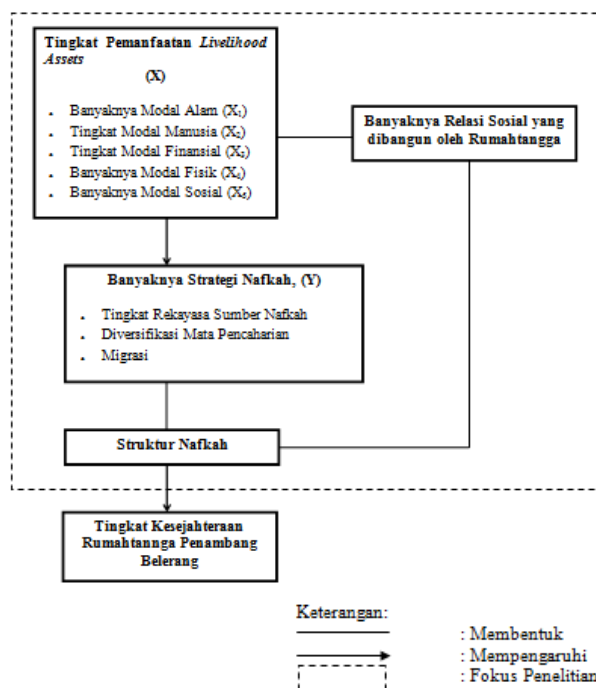 Tingkat Pemanfaatan Livelihood
Assets
(X)
. Banyaknya Modal Alam (X₁)
. Tingkat Modal Manusia (X₂)
. Tingkat Modal Finansial (X₃)
. Banyaknya Modal Fisik (X₄)
. Banyaknya Modal Sosial (X₅)
Banyaknya Relasi Sosial yang
dibangun oleh Rumahtangga
Banyaknya Strategi Nafkah, (Y)
. Tingkat Rekayasa Sumber Nafkah
. Diversifikasi Mata Pencaharian
. Migrasi
Struktur Nafkah
Tingkat Kesejahteraan
Rumahtannga Penambang
Belerang
Keterangan:
: Membentuk
: Mempengaruhi
: Fokus Penelitian